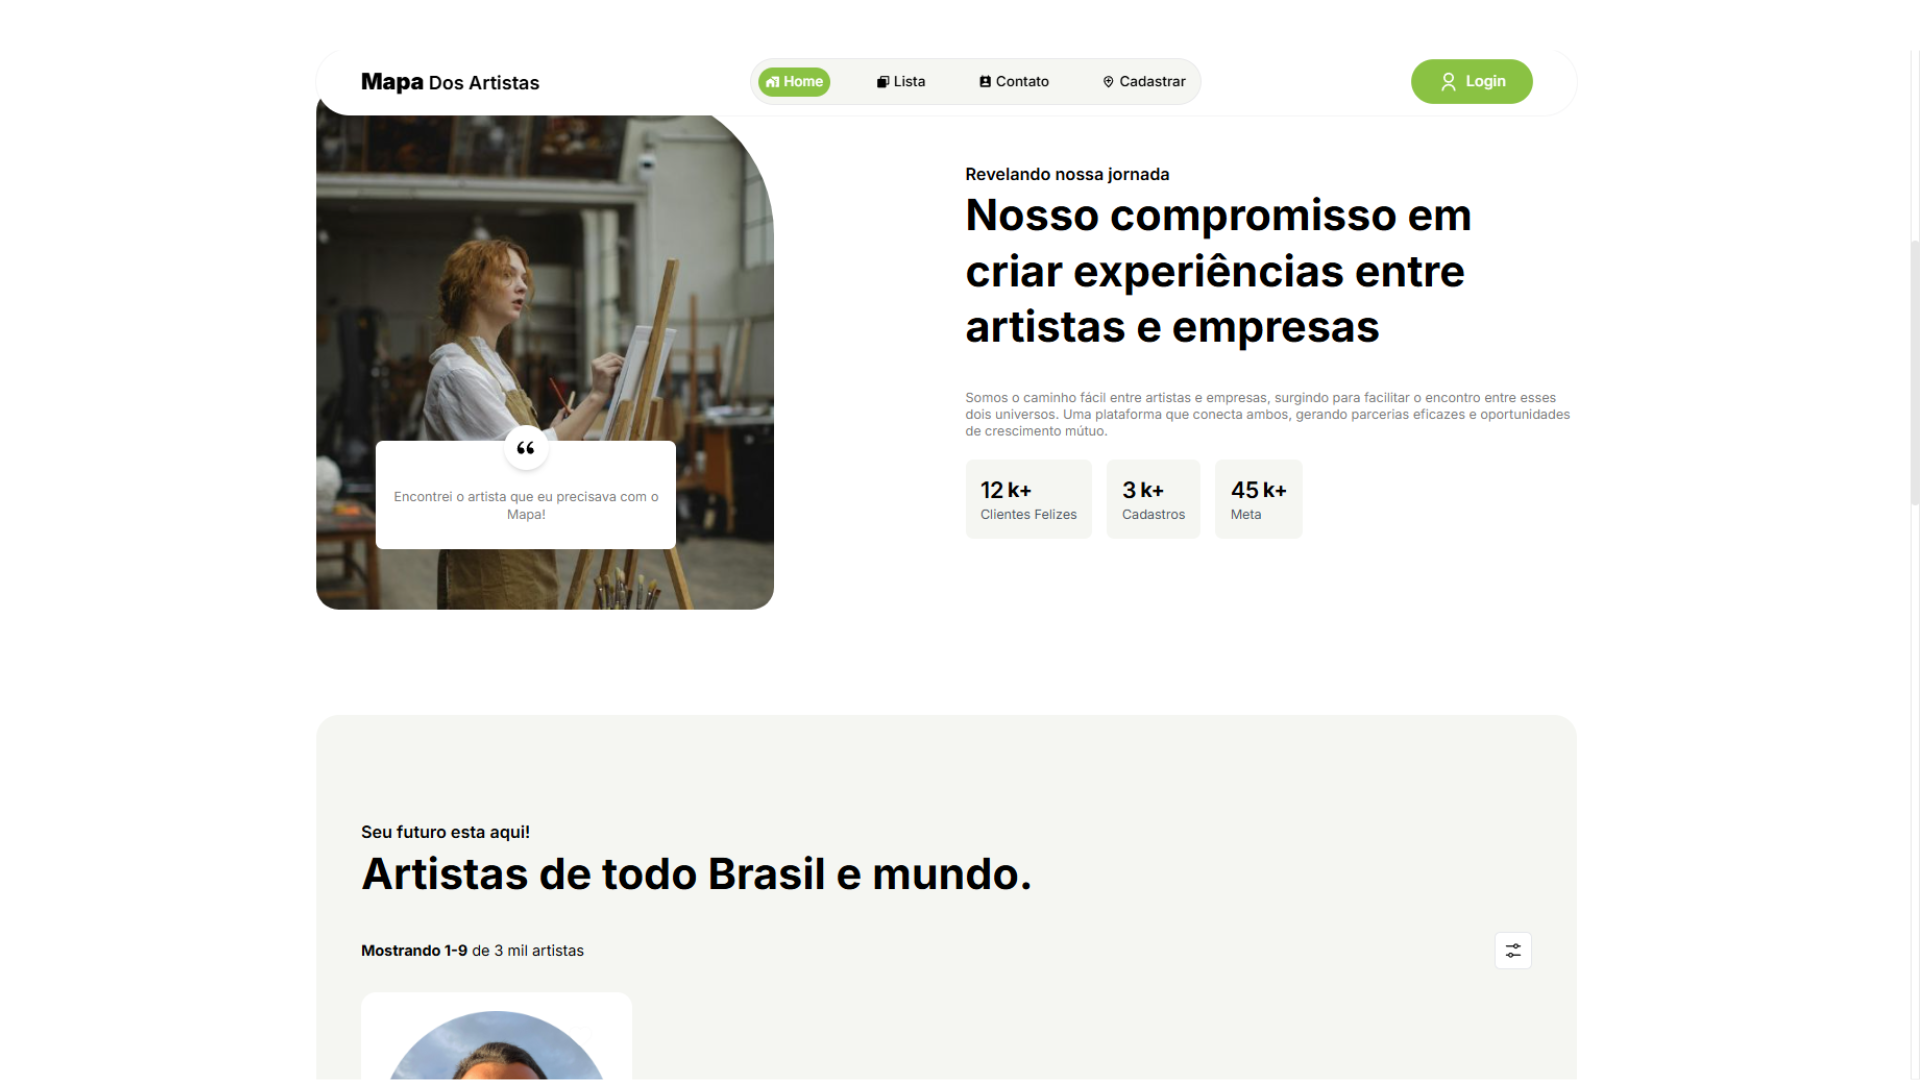 Mapa Dos Artistas
Home
Lista
Contato
Cadastrar
Login
Revelando nossa jornada
Nosso compromisso em
criar experiências entre
artistas e empresas
Somos o caminho fácil entre artistas e empresas, surgindo para facilitar o encontro entre esses
dois universos. Uma plataforma que conecta ambos, gerando parcerias eficazes e oportunidades
de crescimento mútuo.
12 k+
Clientes Felizes
3 k+
Cadastros
45 k+
Meta
“
Encontrei o artista que eu precisava com o
Mapa!
Seu futuro esta aqui!
Artistas de todo Brasil e mundo.
Mostrando 1-9 de 3 mil artistas